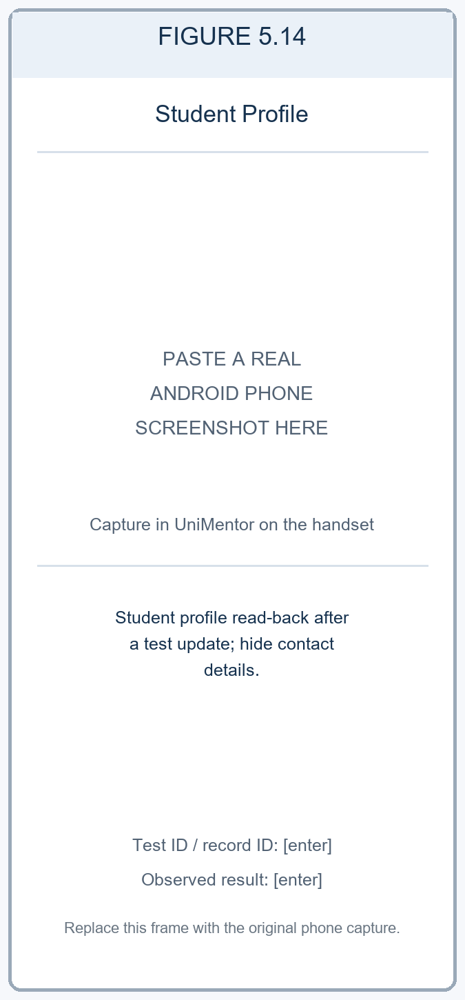 FIGURE 5.14
Student Profile
PASTE A REAL
ANDROID PHONE
SCREENSHOT HERE
Capture in UniMentor on the handset
Student profile read-back after
a test update; hide contact
details.
Test ID / record ID: [enter]
Observed result: [enter]
Replace this frame with the original phone capture.